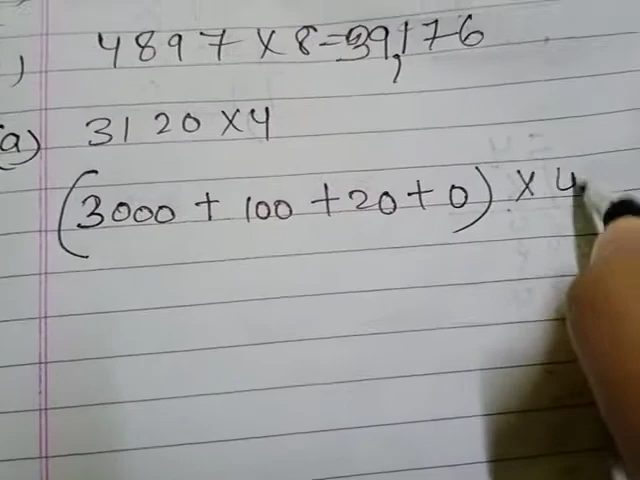 ) 4897 × 8 = 39,176
(a) 3120 × 4
(3000 + 100 + 20 + 0) × 4